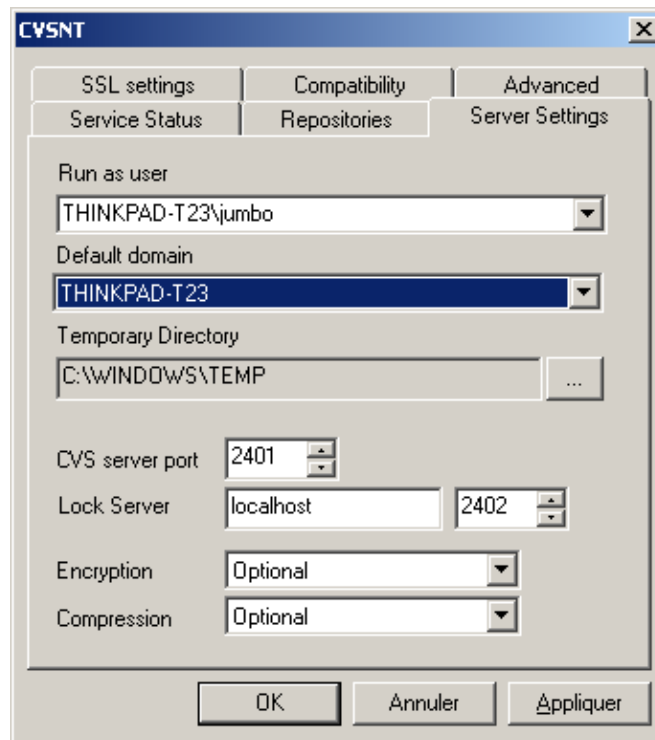 CVSNT
SSL settings Compatibility Advanced
Service Status Repositories Server Settings
Run as user
THINKPAD-T23\jumbo
Default domain
THINKPAD-T23
Temporary Directory
C:\WINDOWS\TEMP ...
CVS server port 2401
Lock Server localhost 2402
Encryption Optional
Compression Optional
OK Annuler Appliquer